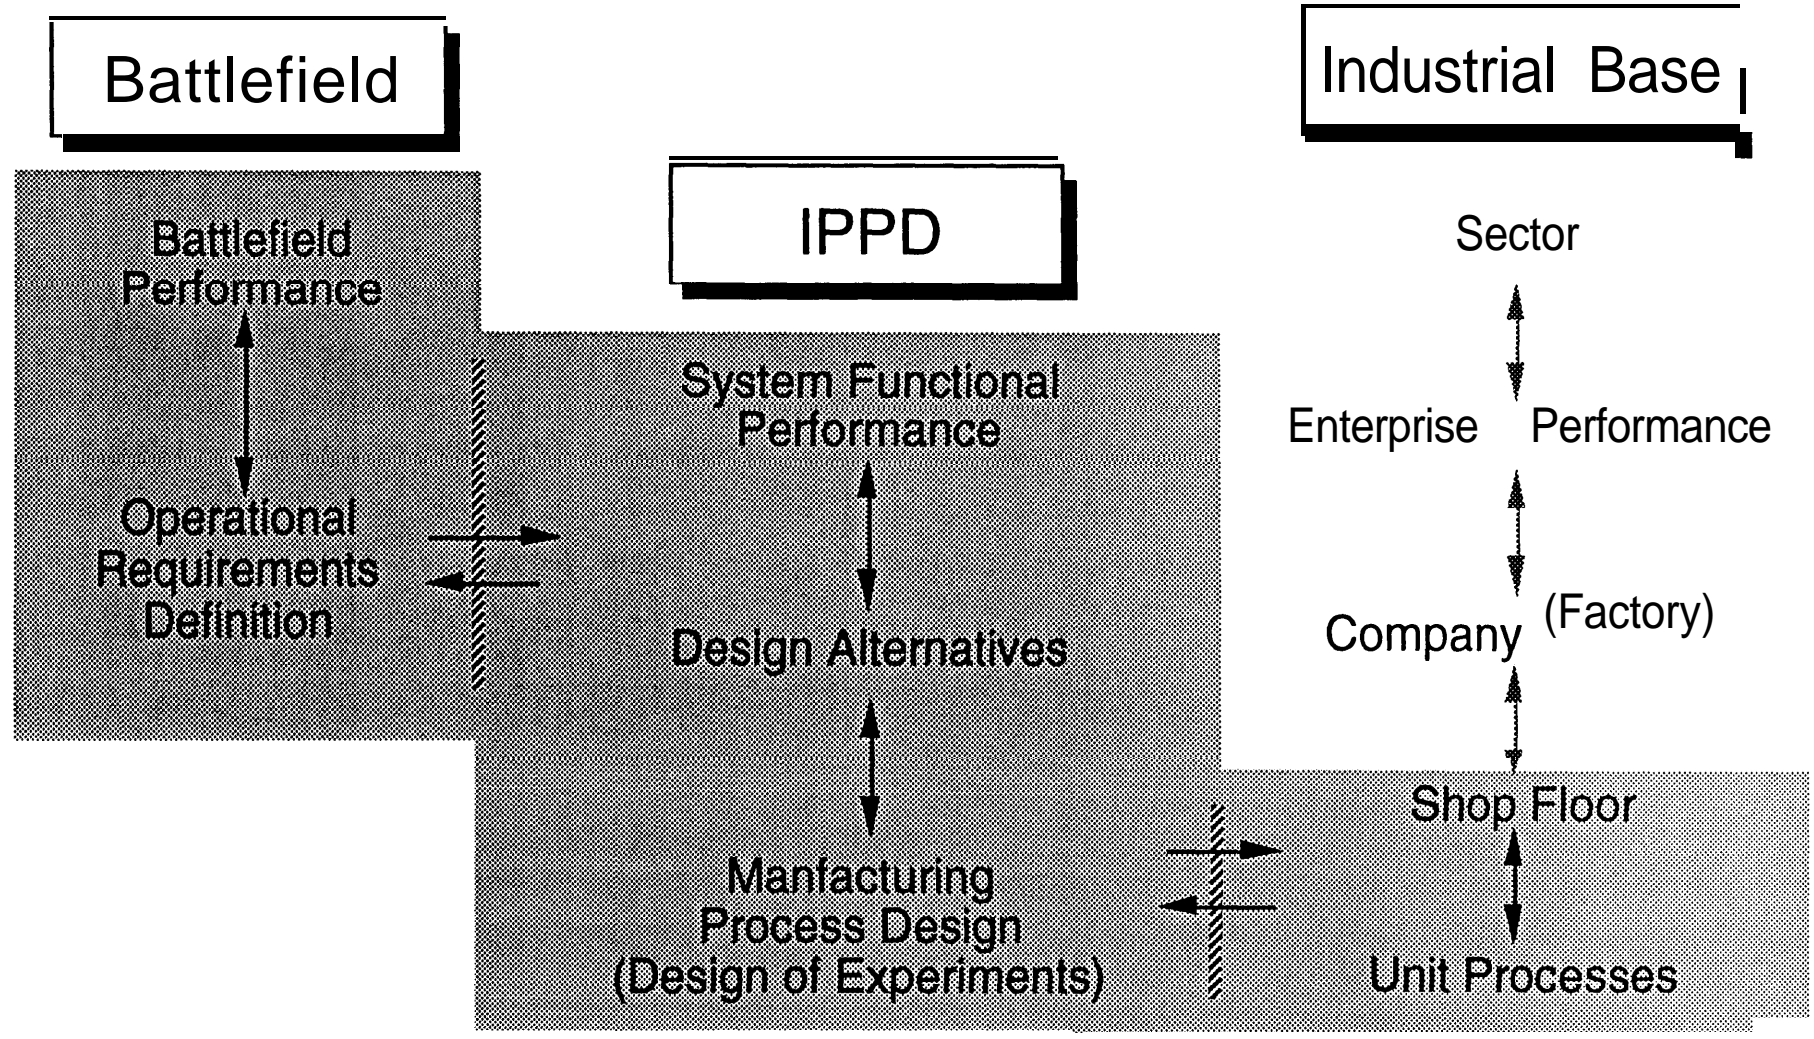 Battlefield
Battlefield
Performance
Operational
Requirements
Definition
IPPD
System Functional
Performance
Design Alternatives
Manfacturing
Process Design
(Design of Experiments)
Industrial Base
Sector
Enterprise Performance
Company (Factory)
Shop Floor
Unit Processes